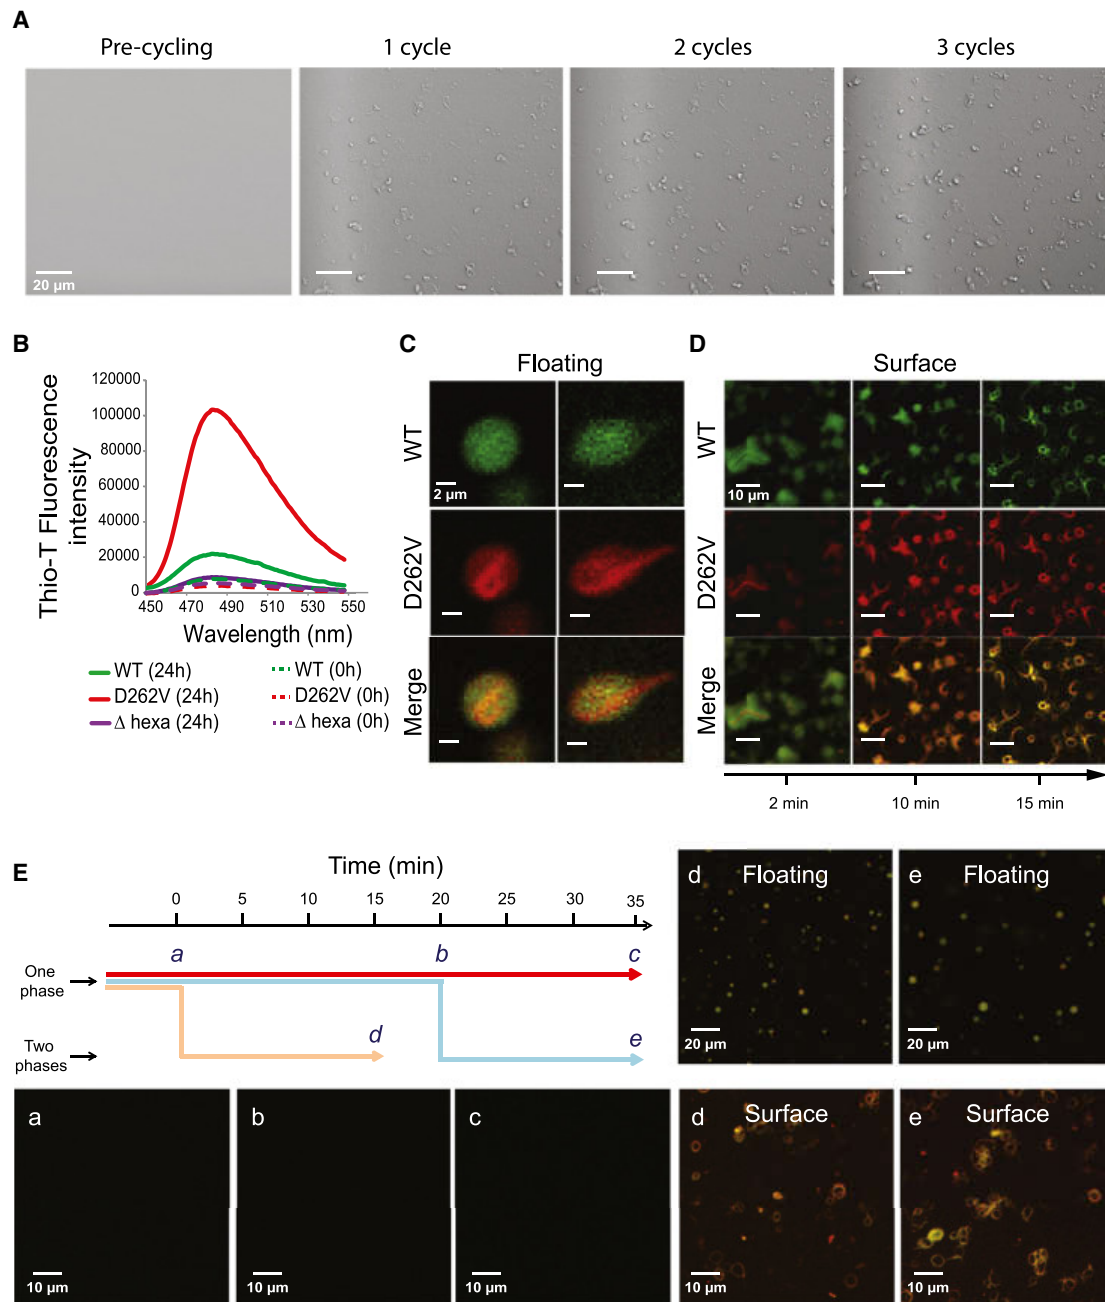 A
Pre-cycling 1 cycle 2 cycles 3 cycles
20 µm
B
Thio-T Fluorescence
intensity
120000
100000
80000
60000
40000
20000
0
450 470 490 510 530 550
Wavelength (nm)
WT (24h) WT (0h)
D262V (24h) D262V (0h)
Δ hexa (24h) Δ hexa (0h)
C
Floating
WT
2 µm
D262V
Merge
D
Surface
WT
10 µm
D262V
Merge
2 min 10 min 15 min
E
Time (min)
0 5 10 15 20 25 30 35
a b c
One
phase
d e
Two
phases
d Floating
20 µm
e Floating
20 µm
a
10 µm
b
10 µm
c
10 µm
d Surface
10 µm
e Surface
10 µm